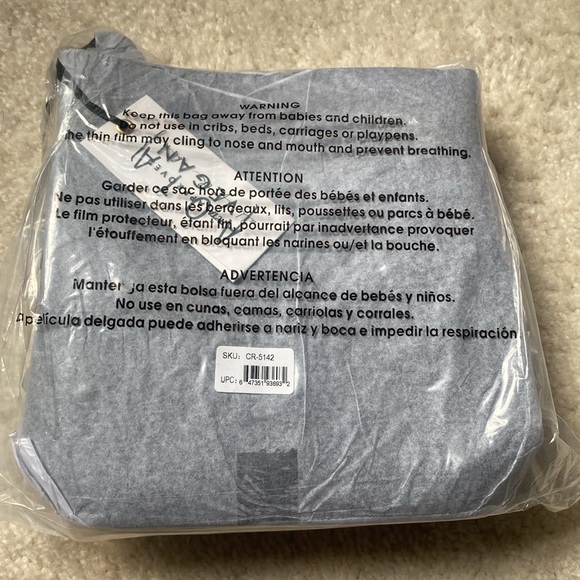 WARNING
Keep this bag away from babies and children.
Do not use in cribs, beds, carriages or playpens.
The thin film may cling to nose and mouth and prevent breathing.
ATTENTION
Garder ce sac hors de portée des bébés et enfants.
Ne pas utiliser dans les berceaux, lits, poussettes ou parcs à bébé.
Le film protecteur, étant fin, pourrait par inadvertance provoquer
l'étouffement en bloquant les narines ou/et la bouche.
ADVERTENCIA
Mantenga esta bolsa fuera del alcance de bebés y niños.
No use en cunas, camas, carriolas y corrales.
A película delgada puede adherirse a nariz y boca e impedir la respiración.
SKU: CR-5142
UPC: 6 47351 93693 2